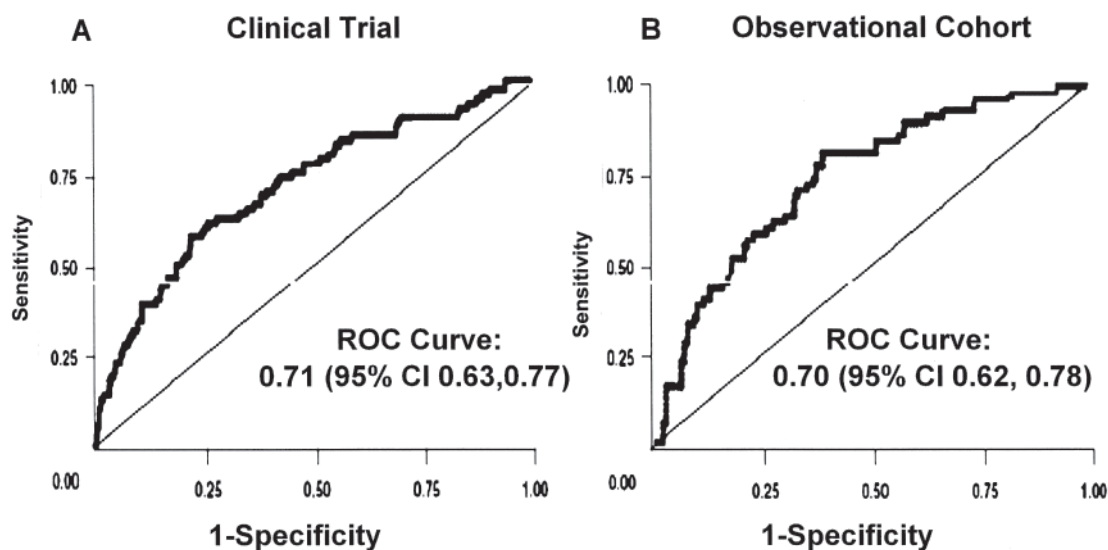 A Clinical Trial
1.00
0.75
0.50
0.25
0.00
Sensitivity
0.25 0.50 0.75 1.00
1-Specificity
ROC Curve:
0.71 (95% CI 0.63,0.77)
B Observational Cohort
1.00
0.75
0.50
0.25
0.00
Sensitivity
0.25 0.50 0.75 1.00
1-Specificity
ROC Curve:
0.70 (95% CI 0.62, 0.78)